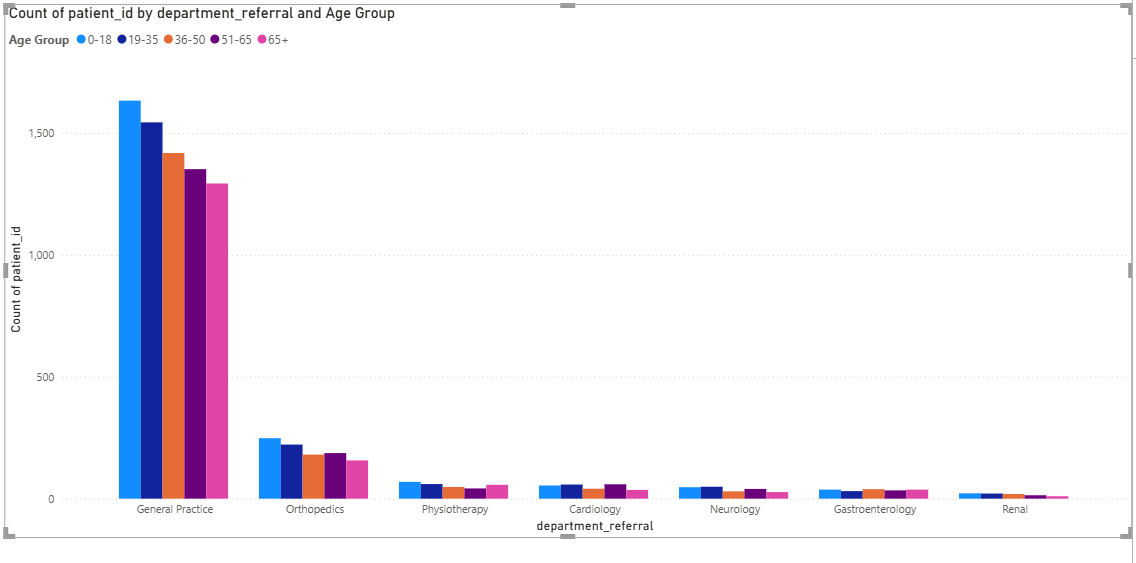 Count of patient_id by department_referral and Age Group
Age Group 0-18 19-35 36-50 51-65 65+
1,500
1,000
500
0
Count of patient_id
General Practice Orthopedics Physiotherapy Cardiology Neurology Gastroenterology Renal
department_referral